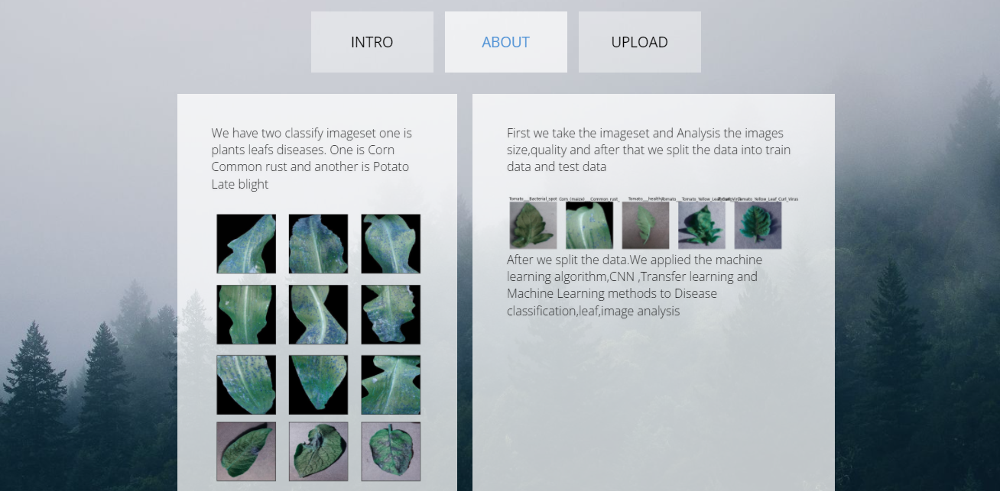 INTRO
ABOUT
UPLOAD
We have two classify imageset one is
plants leafs diseases. One is Corn
Common rust and another is Potato
Late blight
First we take the imageset and Analysis the images
size,quality and after that we split the data into train
data and test data
Tomato___Bacterial_spot
Corn_(maize)___Common_rust_
Tomato___healthy
Tomato___Tomato_Yellow_Leaf_Curl_Virus
After we split the data.We applied the machine
learning algorithm,CNN ,Transfer learning and
Machine Learning methods to Disease
classification,leaf,image analysis